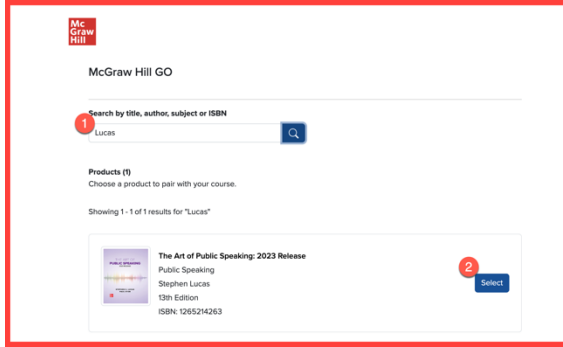 Mc
Graw
Hill
McGraw Hill GO
Search by title, author, subject or ISBN
1
Lucas
Products (1)
Choose a product to pair with your course.
Showing 1 - 1 of 1 results for "Lucas"
The Art of Public Speaking: 2023 Release
2
Public Speaking
Stephen Lucas
Select
13th Edition
ISBN: 1265214263
PUBLIC SPEAKING